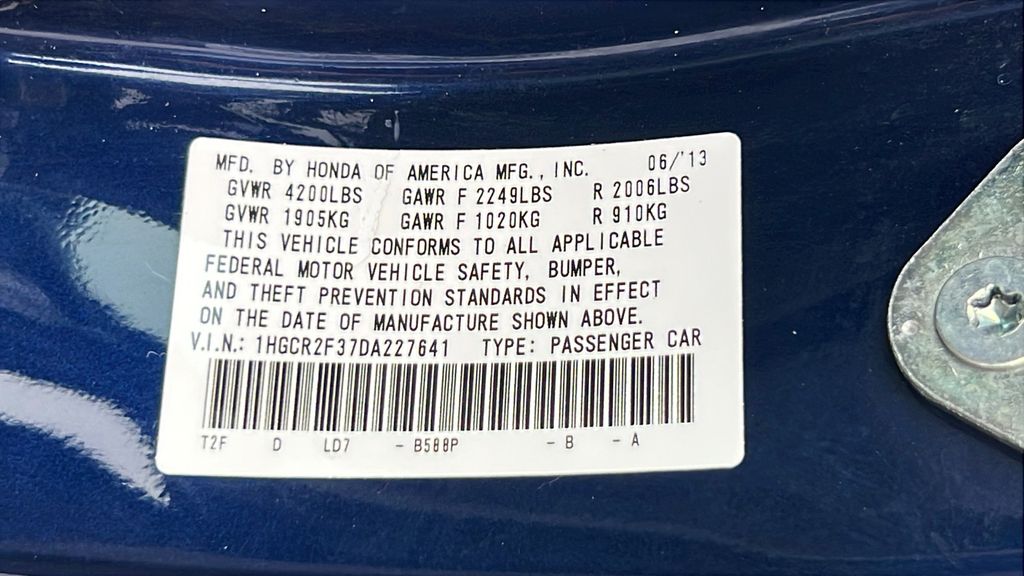 MFD. BY HONDA OF AMERICA MFG., INC. 06/'13
GVWR 4200LBS GAWR F 2249LBS R 2006LBS
GVWR 1905KG GAWR F 1020KG R 910KG
THIS VEHICLE CONFORMS TO ALL APPLICABLE
FEDERAL MOTOR VEHICLE SAFETY, BUMPER,
AND THEFT PREVENTION STANDARDS IN EFFECT
ON THE DATE OF MANUFACTURE SHOWN ABOVE.
V.I.N.: 1HGCR2F37DA227641 TYPE: PASSENGER CAR
T2F D LD7 - B588P - B - A